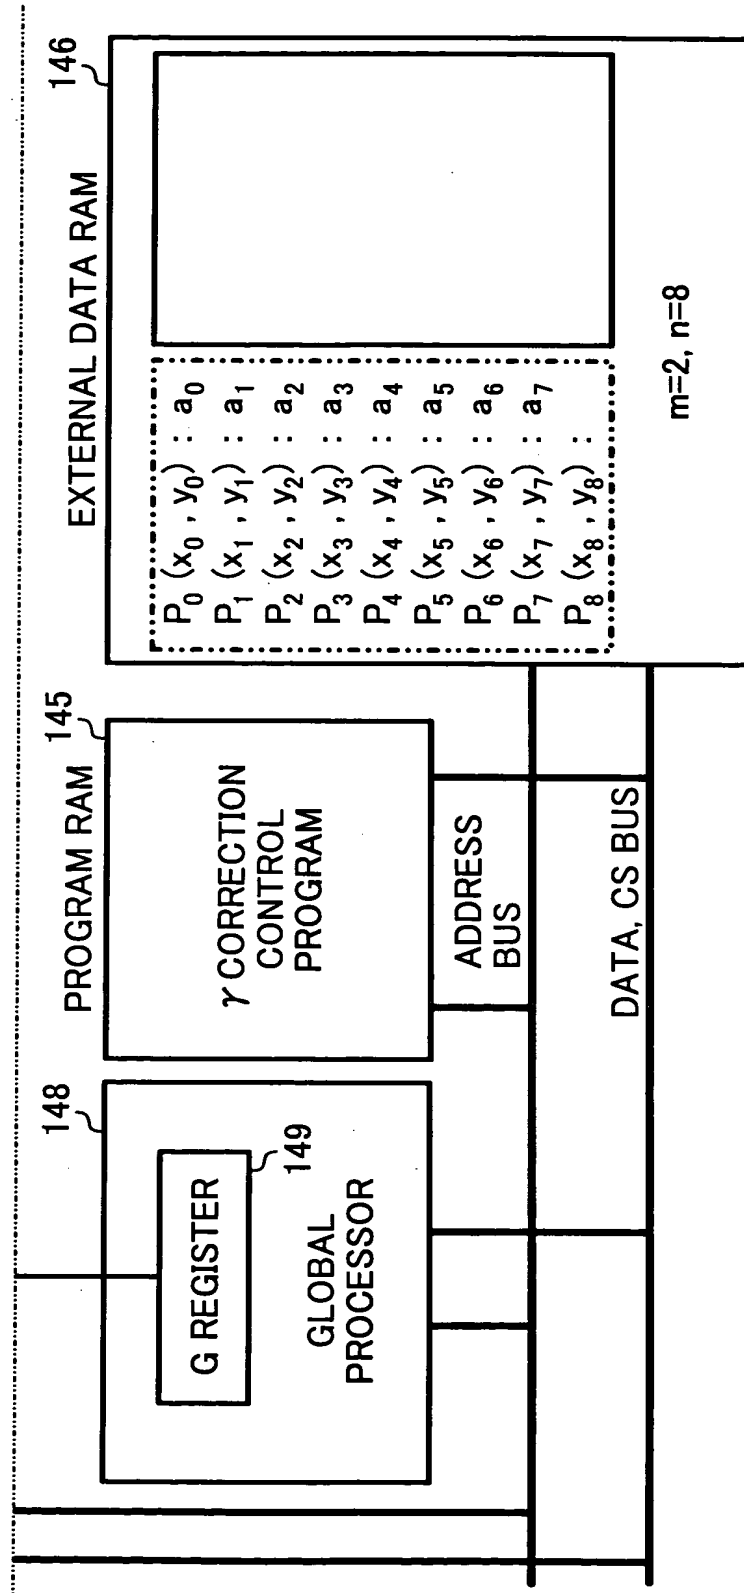 148
G REGISTER
149
GLOBAL
PROCESSOR
PROGRAM RAM
145
γ CORRECTION
CONTROL
PROGRAM
ADDRESS
BUS
DATA, CS BUS
EXTERNAL DATA RAM
146
P₀ (x₀ , y₀) : a₀
P₁ (x₁ , y₁) : a₁
P₂ (x₂ , y₂) : a₂
P₃ (x₃ , y₃) : a₃
P₄ (x₄ , y₄) : a₄
P₅ (x₅ , y₅) : a₅
P₆ (x₆ , y₆) : a₆
P₇ (x₇ , y₇) : a₇
P₈ (x₈ , y₈) :
m=2, n=8